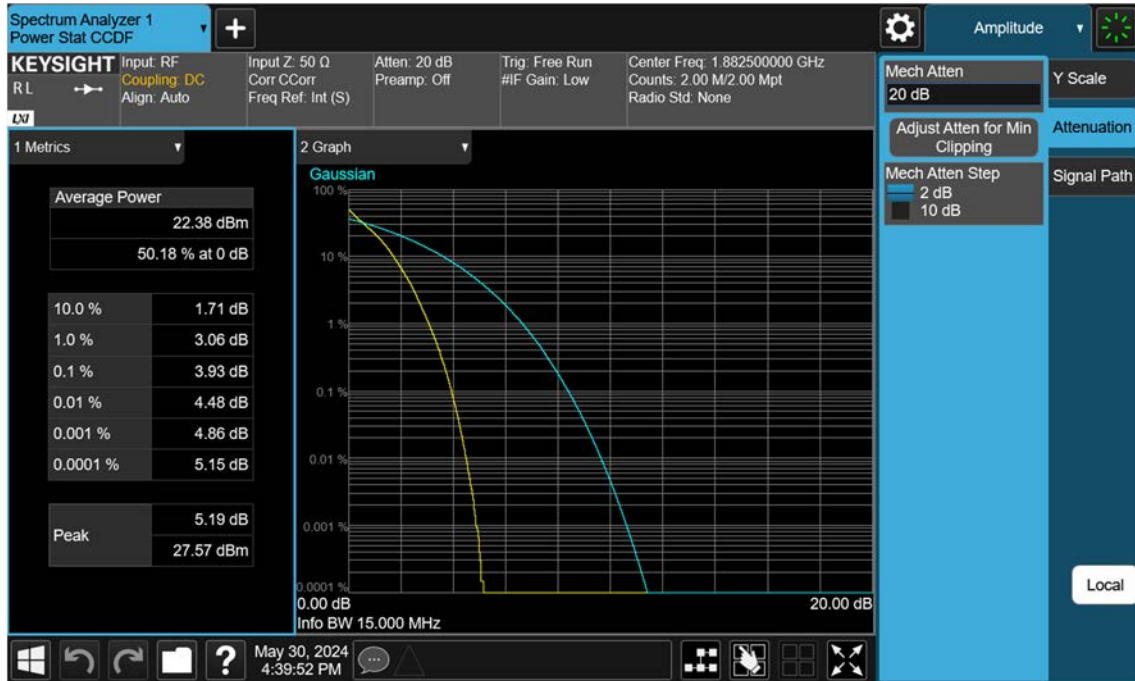 Spectrum Analyzer 1
Power Stat CCDF
Amplitude
KEYSIGHT
RL
LXI
Input: RF
Coupling: DC
Align: Auto
Input Z: 50 Ω
Corr CCorr
Freq Ref: Int (S)
Atten: 20 dB
Preamp: Off
Trig: Free Run
#IF Gain: Low
Center Freq: 1.882500000 GHz
Counts: 2.00 M/2.00 Mpt
Radio Std: None
1 Metrics
Average Power
22.38 dBm
50.18 % at 0 dB
10.0 % 1.71 dB
1.0 % 3.06 dB
0.1 % 3.93 dB
0.01 % 4.48 dB
0.001 % 4.86 dB
0.0001 % 5.15 dB
Peak
5.19 dB
27.57 dBm
2 Graph
Gaussian
100 %
10 %
1 %
0.1 %
0.01 %
0.001 %
0.0001 %
0.00 dB 20.00 dB
Info BW 15.000 MHz
Mech Atten
20 dB
Adjust Atten for Min
Clipping
Mech Atten Step
2 dB
10 dB
Y Scale
Attenuation
Signal Path
Local
?
May 30, 2024
4:39:52 PM